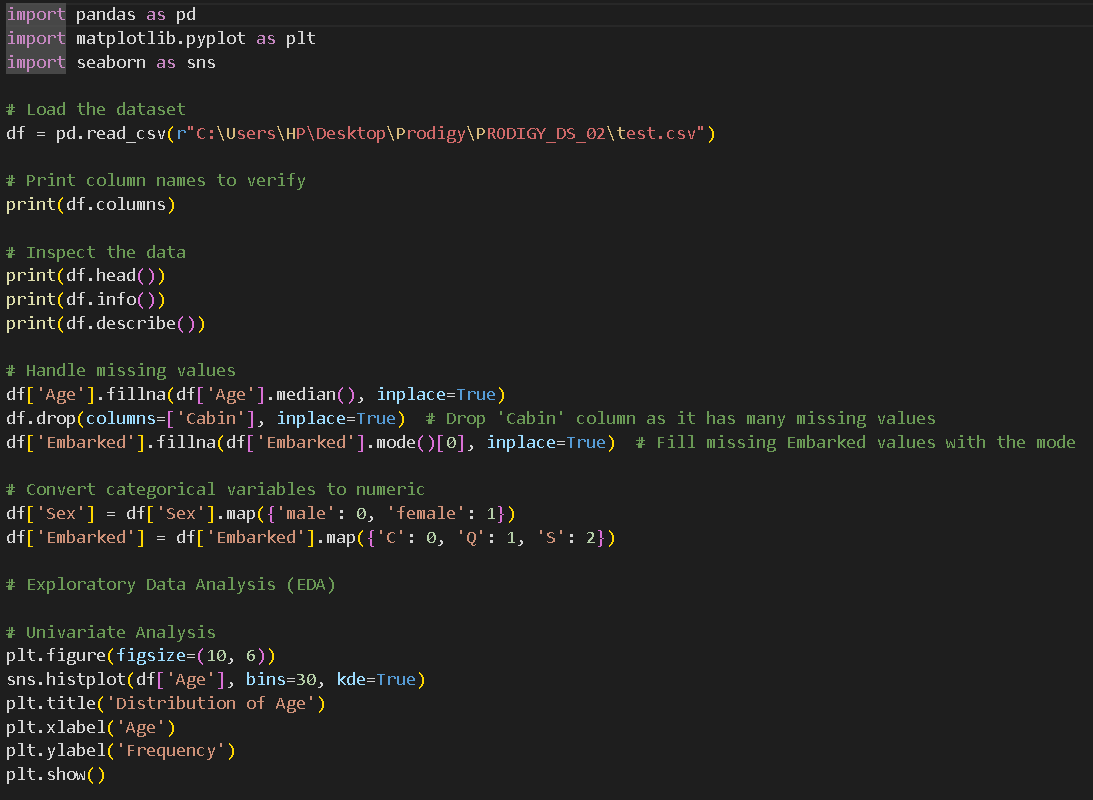 import pandas as pd
import matplotlib.pyplot as plt
import seaborn as sns
# Load the dataset
df = pd.read_csv(r"C:\Users\HP\Desktop\Prodigy\PRODIGY_DS_02\test.csv")
# Print column names to verify
print(df.columns)
# Inspect the data
print(df.head())
print(df.info())
print(df.describe())
# Handle missing values
df['Age'].fillna(df['Age'].median(), inplace=True)
df.drop(columns=['Cabin'], inplace=True)  # Drop 'Cabin' column as it has many missing values
df['Embarked'].fillna(df['Embarked'].mode()[0], inplace=True)  # Fill missing Embarked values with the mode
# Convert categorical variables to numeric
df['Sex'] = df['Sex'].map({'male': 0, 'female': 1})
df['Embarked'] = df['Embarked'].map({'C': 0, 'Q': 1, 'S': 2})
# Exploratory Data Analysis (EDA)
# Univariate Analysis
plt.figure(figsize=(10, 6))
sns.histplot(df['Age'], bins=30, kde=True)
plt.title('Distribution of Age')
plt.xlabel('Age')
plt.ylabel('Frequency')
plt.show()